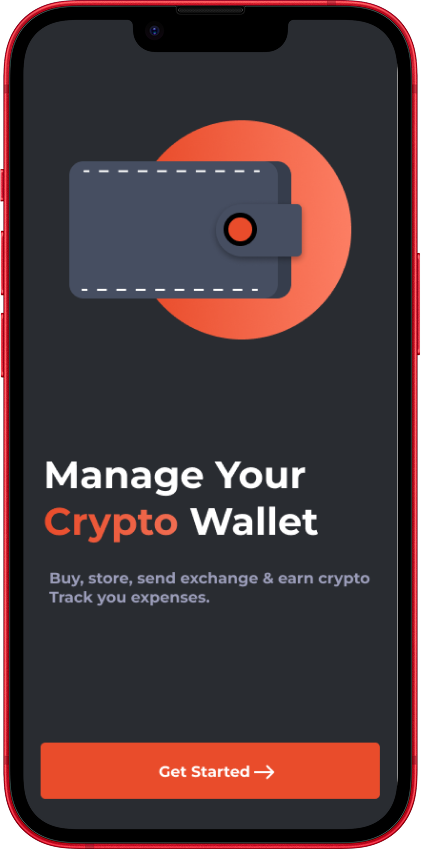 Manage Your
Crypto Wallet
Buy, store, send exchange & earn crypto
Track you expenses.
Get Started →